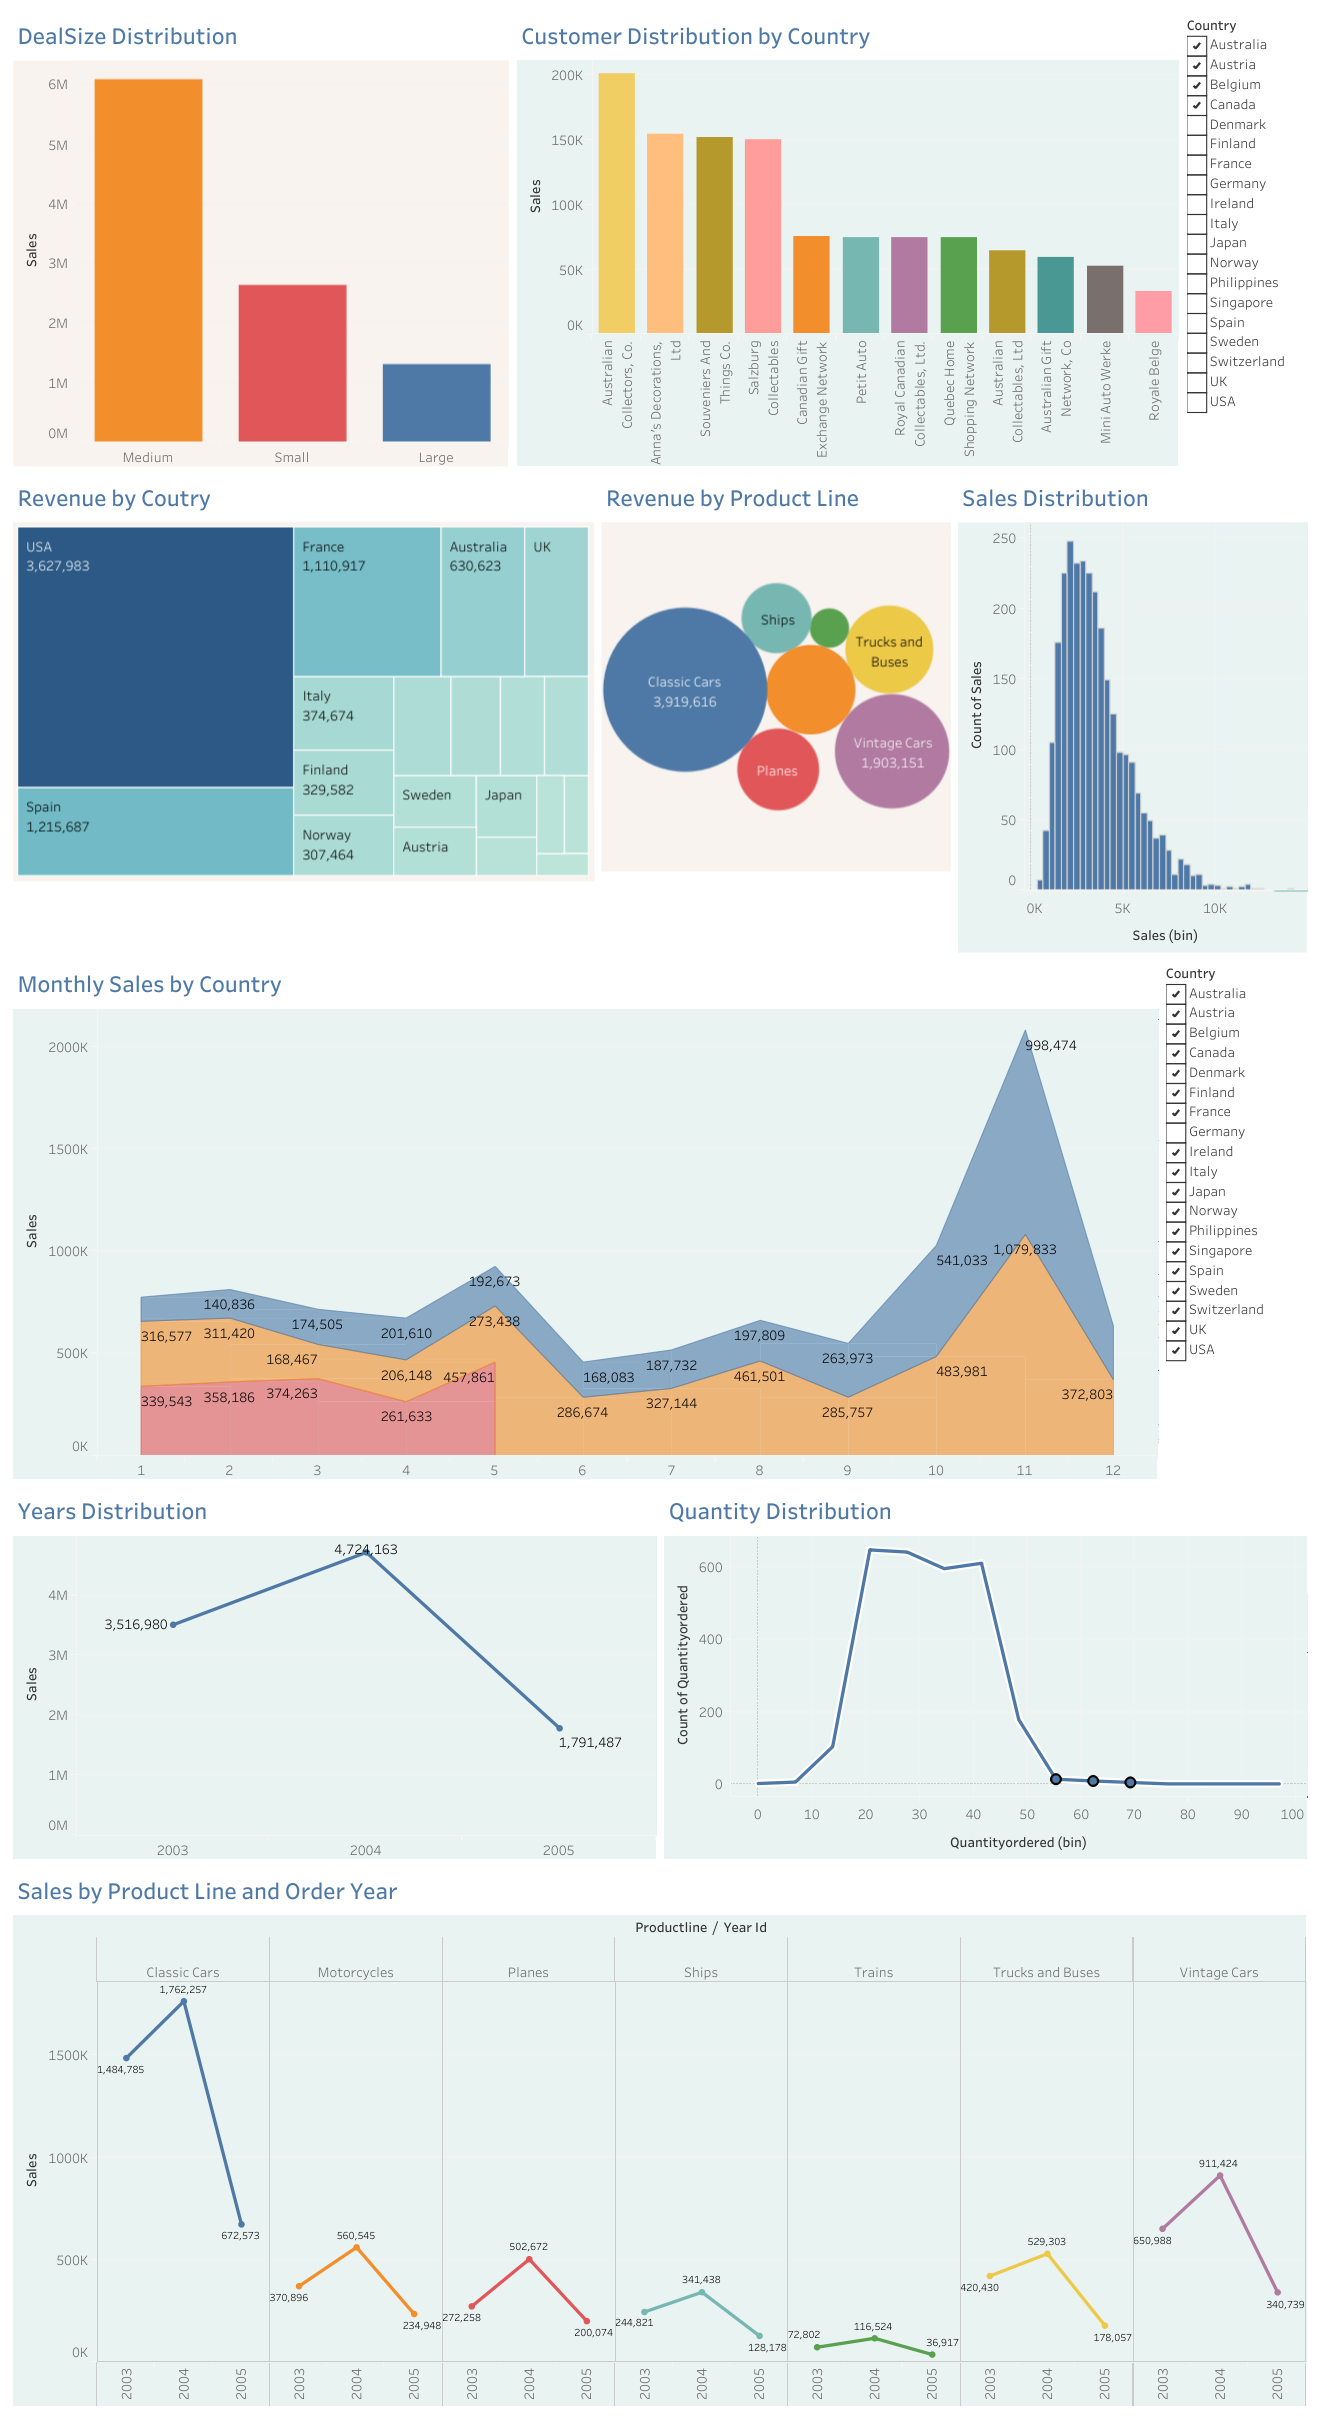 DealSize Distribution
6M
5M
4M
3M
2M
1M
0M
Sales
Medium
Small
Large
Customer Distribution by Country
200K
150K
100K
50K
0K
Sales
Australian
Collectors, Co.
Anna's Decorations,
Ltd
Souveniers And
Things Co.
Salzburg
Collectables
Canadian Gift
Exchange Network
Petit Auto
Royal Canadian
Collectables, Ltd.
Quebec Home
Shopping Network
Australian
Collectables, Ltd
Australian Gift
Network, Co
Mini Auto Werke
Royale Belge
Country
Australia
Austria
Belgium
Canada
Denmark
Finland
France
Germany
Ireland
Italy
Japan
Norway
Philippines
Singapore
Spain
Sweden
Switzerland
UK
USA
Revenue by Coutry
USA
3,627,983
Spain
1,215,687
France
1,110,917
Australia
630,623
UK
Italy
374,674
Finland
329,582
Norway
307,464
Sweden
Austria
Japan
Revenue by Product Line
Ships
Trucks and
Buses
Classic Cars
3,919,616
Vintage Cars
1,903,151
Planes
Sales Distribution
250
200
150
100
50
0
Count of Sales
0K
5K
10K
Sales (bin)
Monthly Sales by Country
2000K
1500K
1000K
500K
0K
Sales
998,474
541,033
1,079,833
192,673
140,836
174,505
201,610
273,438
197,809
263,973
187,732
168,083
316,577
311,420
168,467
206,148
457,861
461,501
483,981
372,803
339,543
358,186
374,263
261,633
286,674
327,144
285,757
1
2
3
4
5
6
7
8
9
10
11
12
Country
Australia
Austria
Belgium
Canada
Denmark
Finland
France
Germany
Ireland
Italy
Japan
Norway
Philippines
Singapore
Spain
Sweden
Switzerland
UK
USA
Years Distribution
4M
3M
2M
1M
0M
Sales
3,516,980
4,724,163
1,791,487
2003
2004
2005
Quantity Distribution
600
400
200
0
Count of Quantityordered
0
10
20
30
40
50
60
70
80
90
100
Quantityordered (bin)
Sales by Product Line and Order Year
Productline / Year Id
Classic Cars
Motorcycles
Planes
Ships
Trains
Trucks and Buses
Vintage Cars
1500K
1000K
500K
0K
Sales
1,484,785
1,762,257
672,573
370,896
560,545
234,948
272,258
502,672
200,074
244,821
341,438
128,178
72,802
116,524
36,917
420,430
529,303
178,057
650,988
911,424
340,739
2003
2004
2005
2003
2004
2005
2003
2004
2005
2003
2004
2005
2003
2004
2005
2003
2004
2005
2003
2004
2005